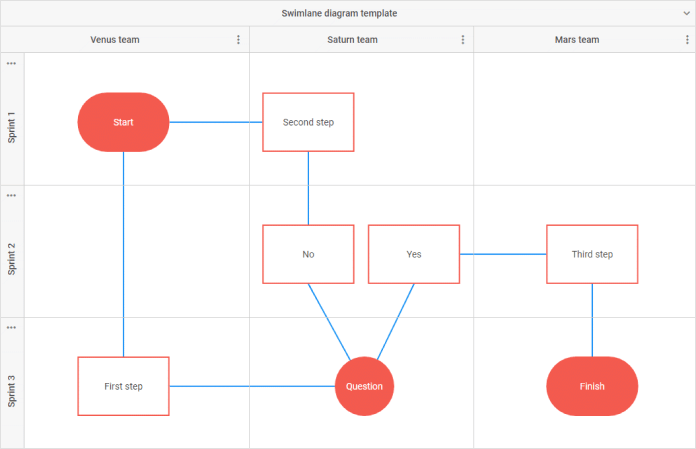 Swimlane diagram template
Venus team
Saturn team
Mars team
Sprint 1
Start
Second step
Sprint 2
No
Yes
Third step
Sprint 3
First step
Question
Finish